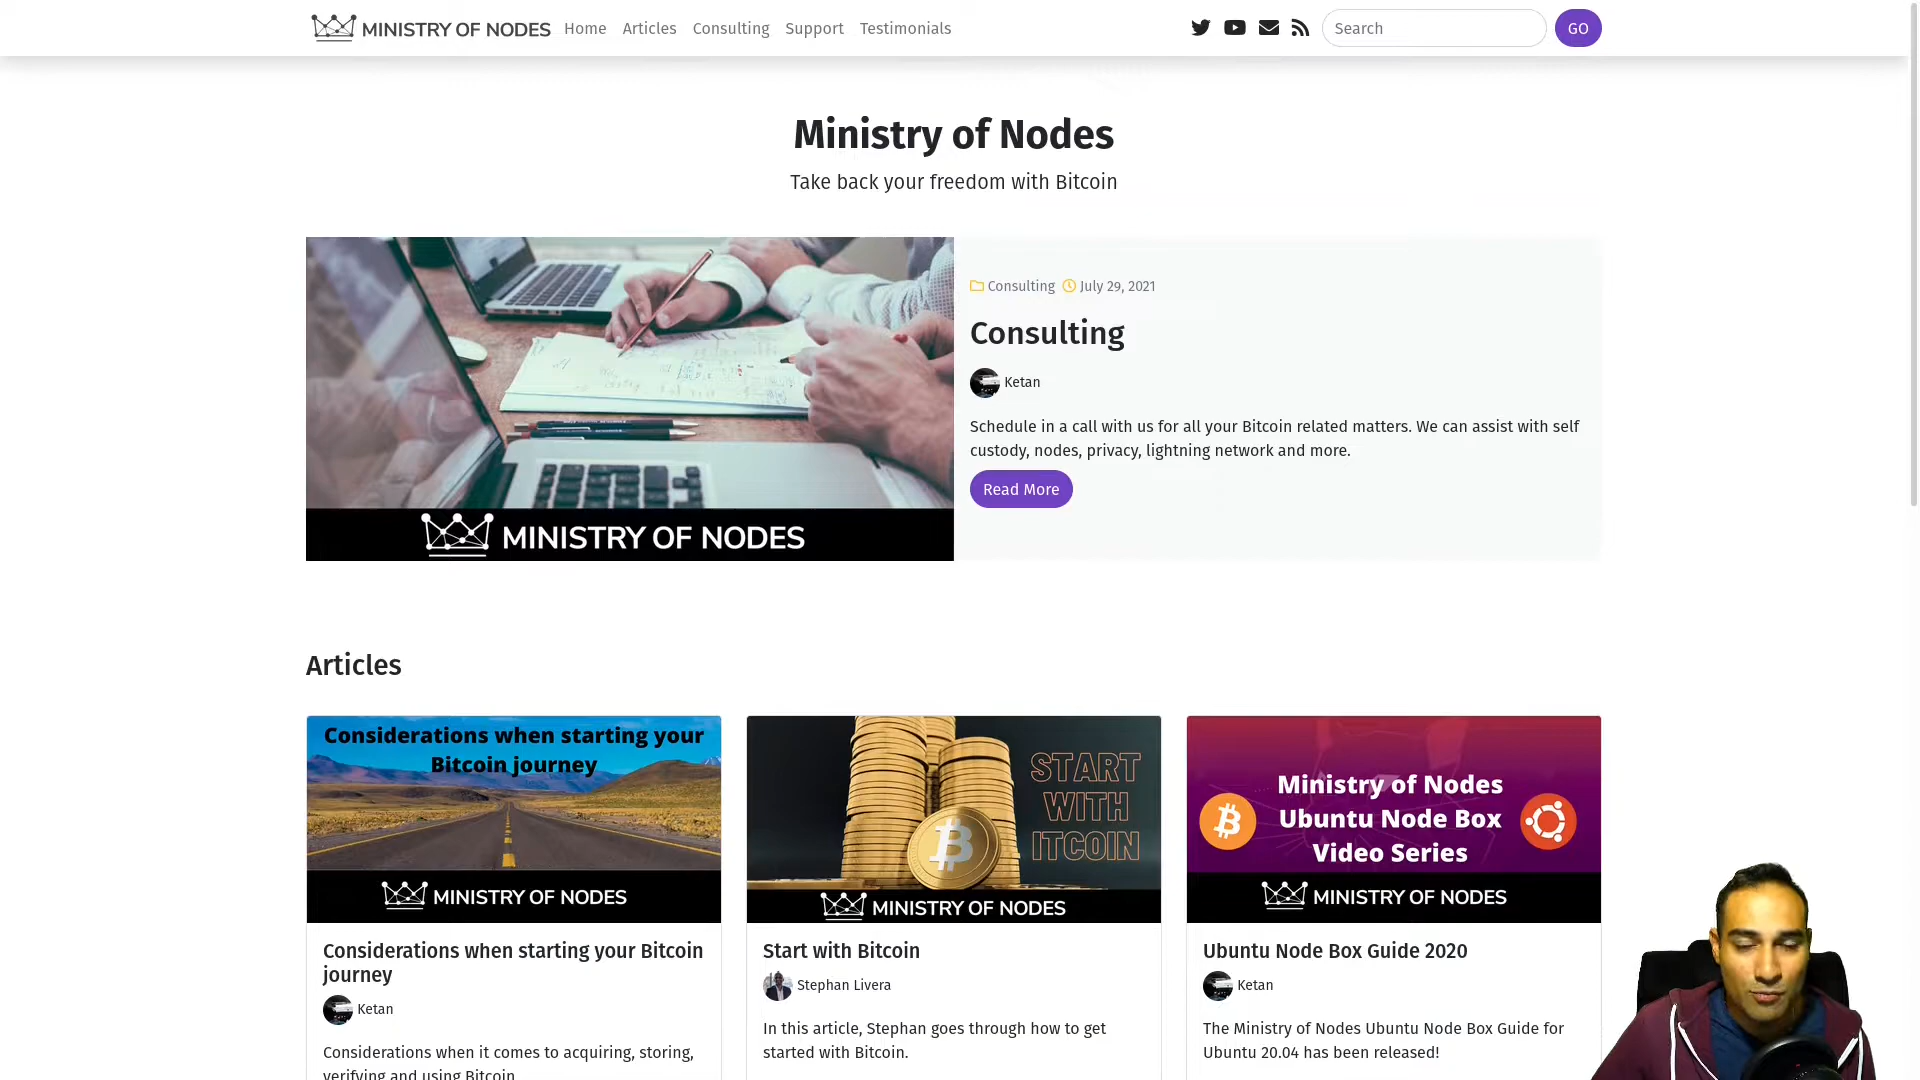 MINISTRY OF NODES Home Articles Consulting Support Testimonials Search GO
Ministry of Nodes
Take back your freedom with Bitcoin
Consulting July 29, 2021
Consulting
Ketan
Schedule in a call with us for all your Bitcoin related matters. We can assist with self
custody, nodes, privacy, lightning network and more.
Read More
MINISTRY OF NODES
Articles
Considerations when starting your
Bitcoin journey
MINISTRY OF NODES
Considerations when starting your Bitcoin
journey
Ketan
Considerations when it comes to acquiring, storing,
verifying and using Bitcoin
START
WITH
ITCOIN
MINISTRY OF NODES
Start with Bitcoin
Stephan Livera
In this article, Stephan goes through how to get
started with Bitcoin.
Ministry of Nodes
Ubuntu Node Box
Video Series
MINISTRY OF NODES
Ubuntu Node Box Guide 2020
Ketan
The Ministry of Nodes Ubuntu Node Box Guide for
Ubuntu 20.04 has been released!